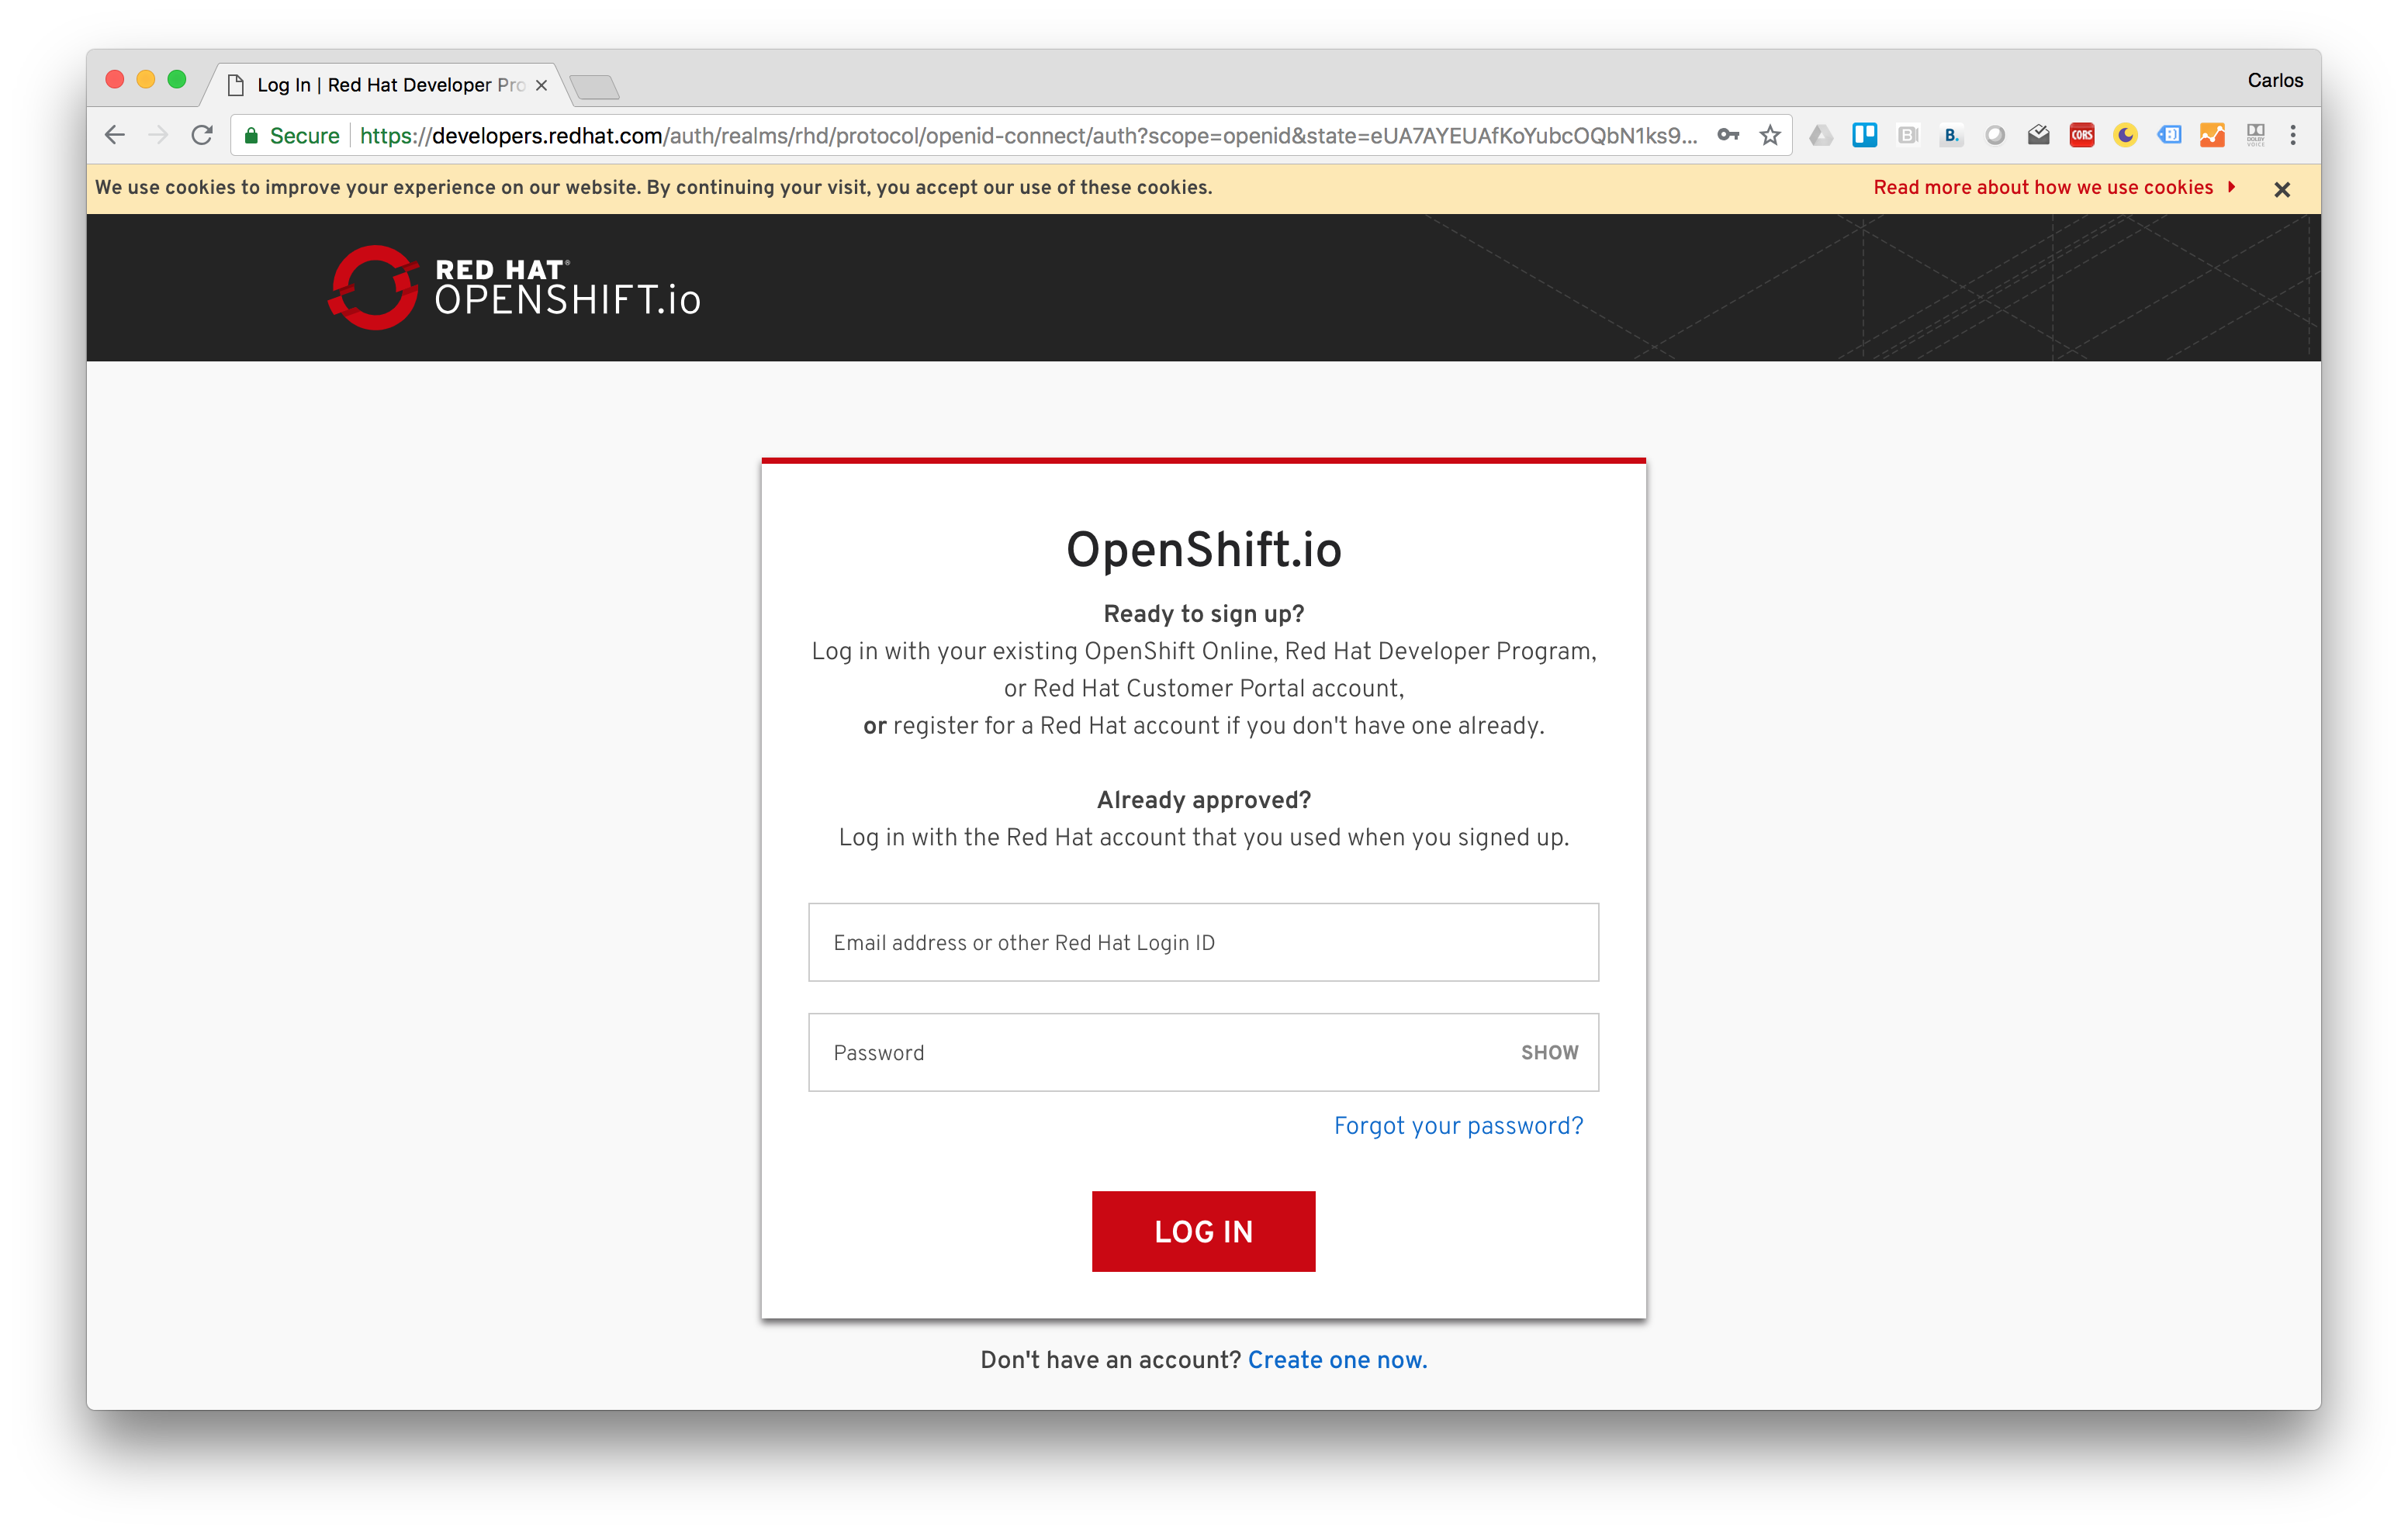 Log In | Red Hat Developer Pro
Carlos
Secure
https://developers.redhat.com/auth/realms/rhd/protocol/openid-connect/auth?scope=openid&state=eUA7AYEUAfKoYubcOQbN1ks9...
B
B.
CORS
DOLBY
VOICE
We use cookies to improve your experience on our website. By continuing your visit, you accept our use of these cookies.
Read more about how we use cookies
RED HAT®
OPENSHIFT.io
OpenShift.io
Ready to sign up?
Log in with your existing OpenShift Online, Red Hat Developer Program,
or Red Hat Customer Portal account,
or register for a Red Hat account if you don't have one already.
Already approved?
Log in with the Red Hat account that you used when you signed up.
Email address or other Red Hat Login ID
Password
SHOW
Forgot your password?
LOG IN
Don't have an account? Create one now.